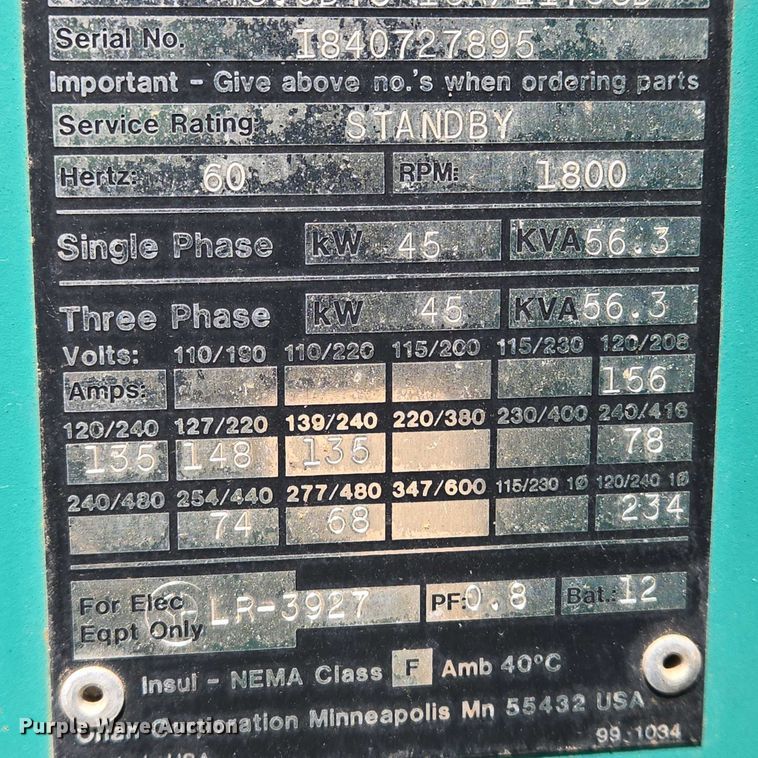 Serial No. I840727895
Important - Give above no.'s when ordering parts
Service Rating STANDBY
Hertz: 60 RPM: 1800
Single Phase kW 45 KVA 56.3
Three Phase kW 45 KVA 56.3
Volts: 110/190 110/220 115/200 115/230 120/208
Amps: 156
120/240 127/220 139/240 220/380 230/400 240/416
135 148 135 78
240/480 254/440 277/480 347/600 115/230 1Ø 120/240 1Ø
74 68 234
For Elec
Eqpt Only LR-3927 PF: 0.8 Bat.: 12
Insul - NEMA Class F Amb 40°C
Onan Corporation Minneapolis Mn 55432 USA
99-1034
USA
Purple Wave Auction